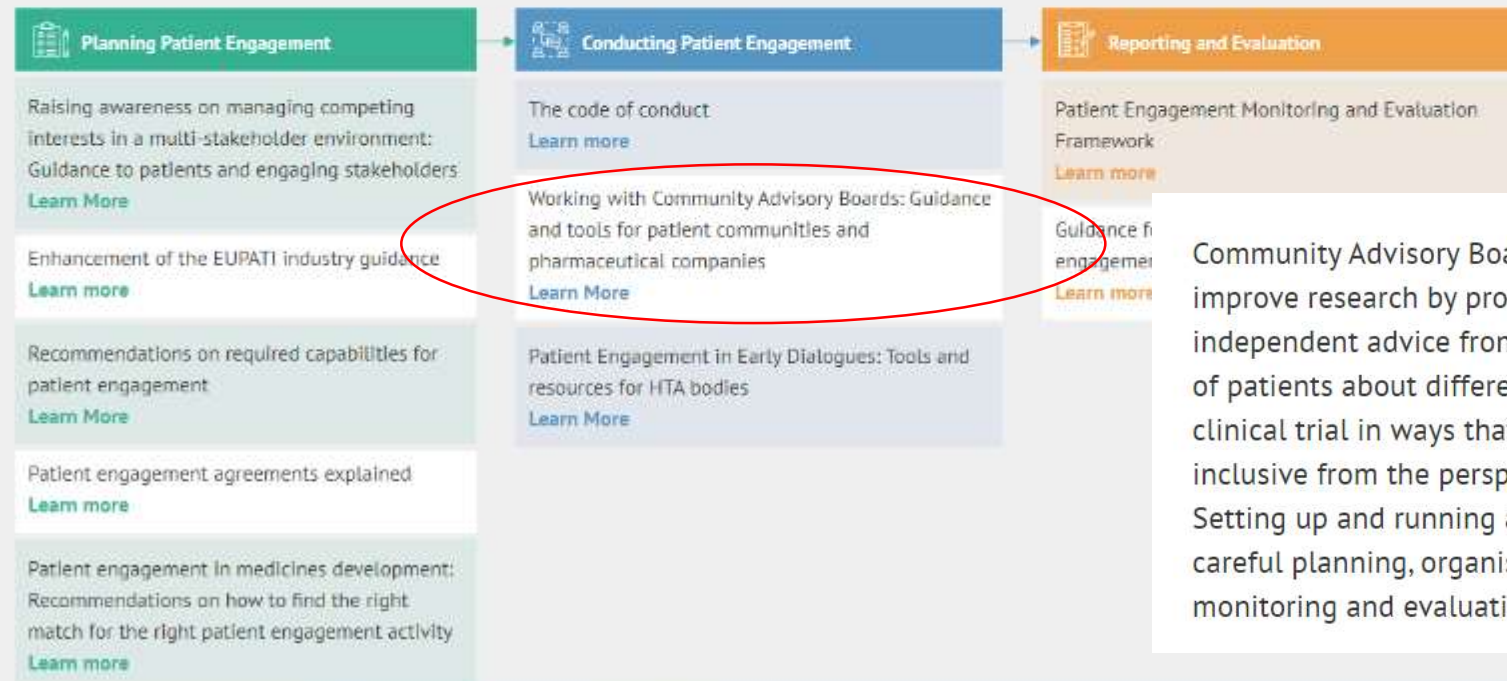 Planning Patient Engagement
Raising awareness on managing competing
interests in a multi-stakeholder environment:
Guidance to patients and engaging stakeholders
Learn More
Enhancement of the EUPATI industry guidance
Learn more
Recommendations on required capabilities for
patient engagement
Learn More
Patient engagement agreements explained
Learn more
Patient engagement in medicines development:
Recommendations on how to find the right
match for the right patient engagement activity
Learn more
Conducting Patient Engagement
The code of conduct
Learn more
Working with Community Advisory Boards: Guidance
and tools for patient communities and
pharmaceutical companies
Learn More
Patient Engagement in Early Dialogues: Tools and
resources for HTA bodies
Learn More
Reporting and Evaluation
Patient Engagement Monitoring and Evaluation
Framework
Learn more
Guidance
Learn more
Community Advisory
improve research by
independent advice
of patients about
clinical trial in ways
inclusive from the
Setting up and running
careful planning,
monitoring and